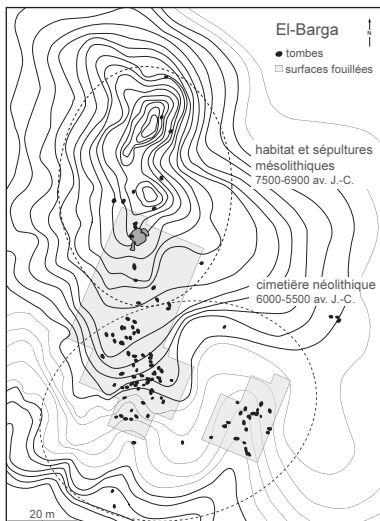 El-Barga
N
tombes
surfaces fouillées
habitat et sépultures
mésolithiques
7500-6900 av. J.-C.
cimetière néolithique
6000-5500 av. J.-C.
20 m